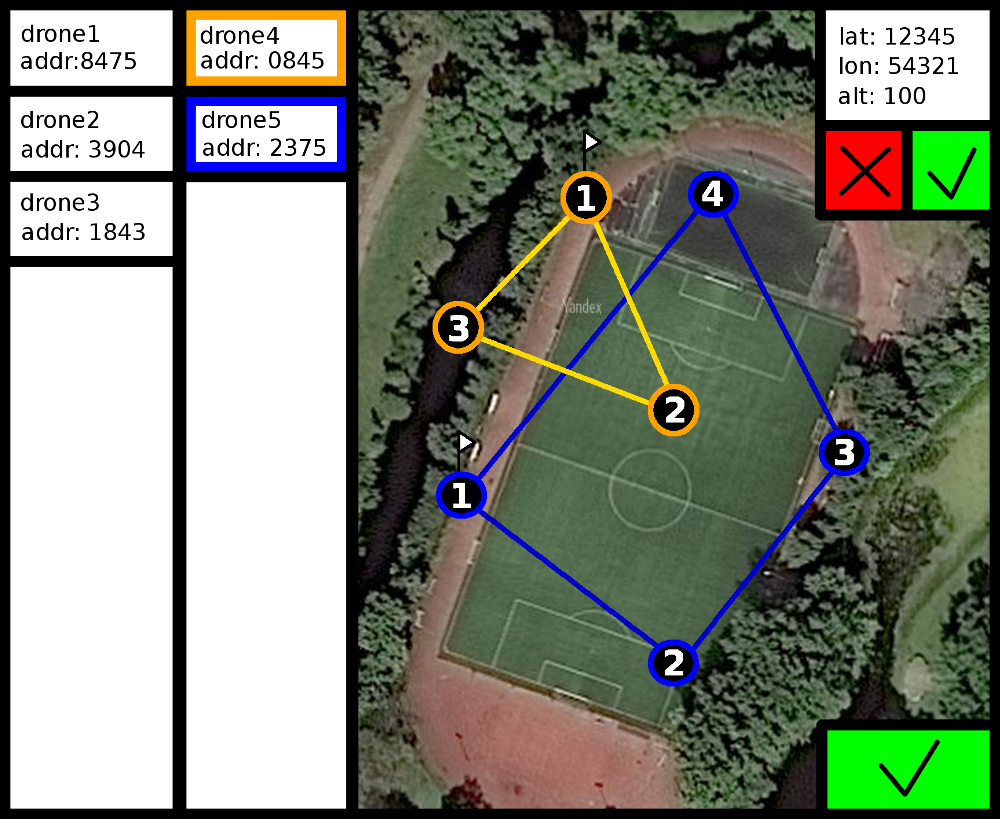 drone1
addr:8475
drone2
addr: 3904
drone3
addr: 1843
drone4
addr: 0845
drone5
addr: 2375
lat: 12345
lon: 54321
alt: 100
1
4
Yandex
3
2
3
1
2